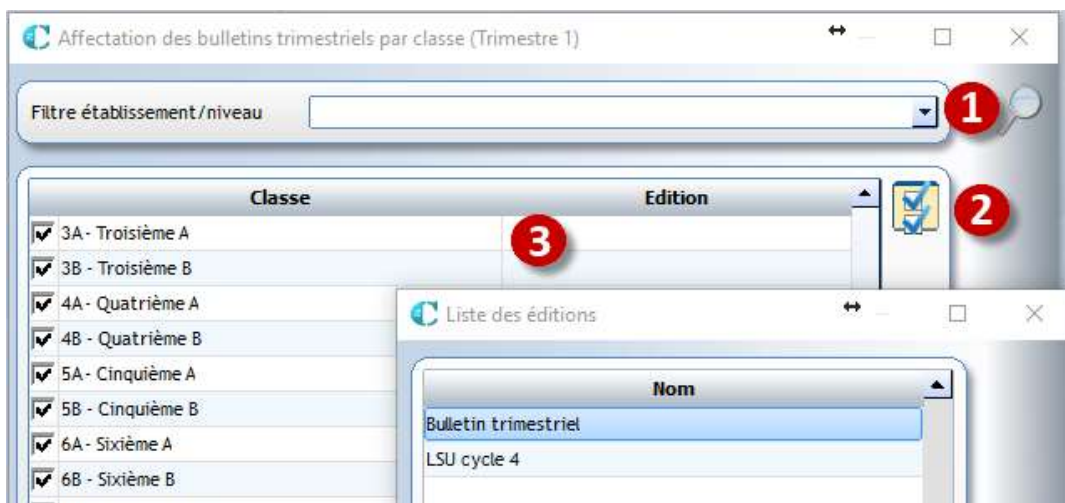 Affectation des bulletins trimestriels par classe (Trimestre 1)
Filtre établissement/niveau
1
Classe Edition
2
3A - Troisième A
3
3B - Troisième B
4A - Quatrième A
4B - Quatrième B
5A - Cinquième A
5B - Cinquième B
6A - Sixième A
6B - Sixième B
Liste des éditions
Nom
Bulletin trimestriel
LSU cycle 4